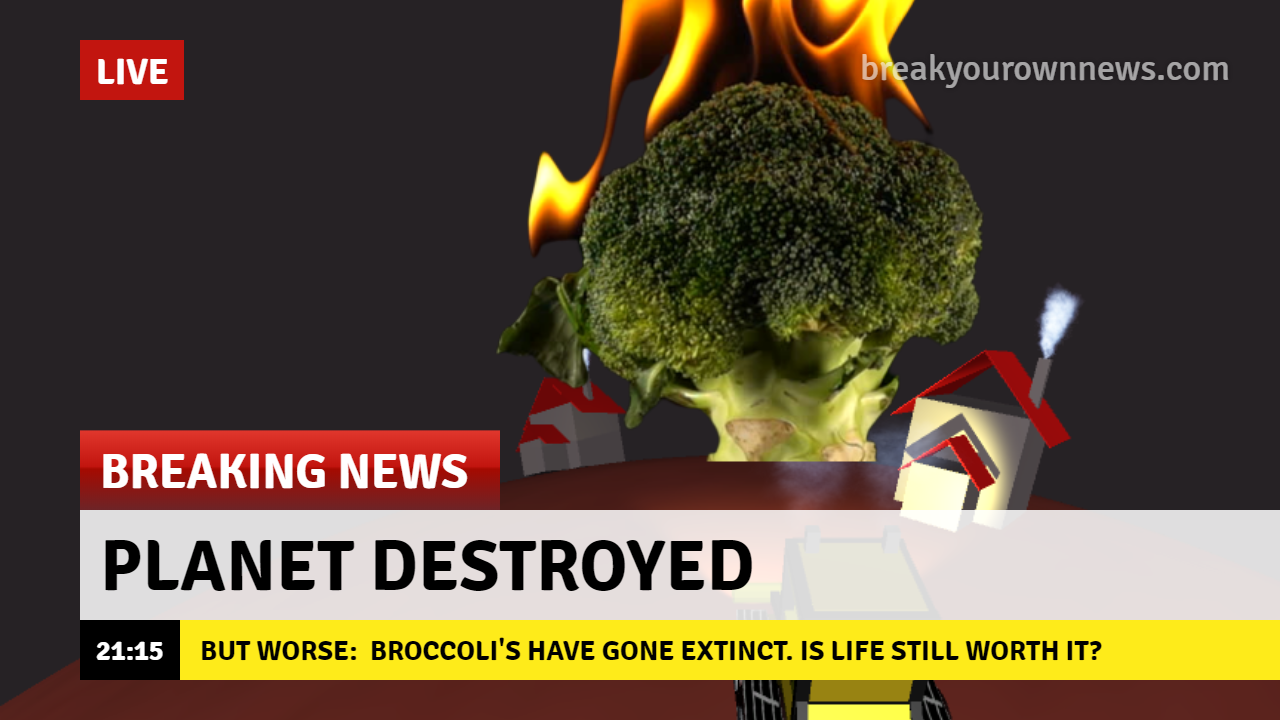 LIVE
breakyourownnews.com
BREAKING NEWS
PLANET DESTROYED
21:15
BUT WORSE:  BROCCOLI'S HAVE GONE EXTINCT. IS LIFE STILL WORTH IT?